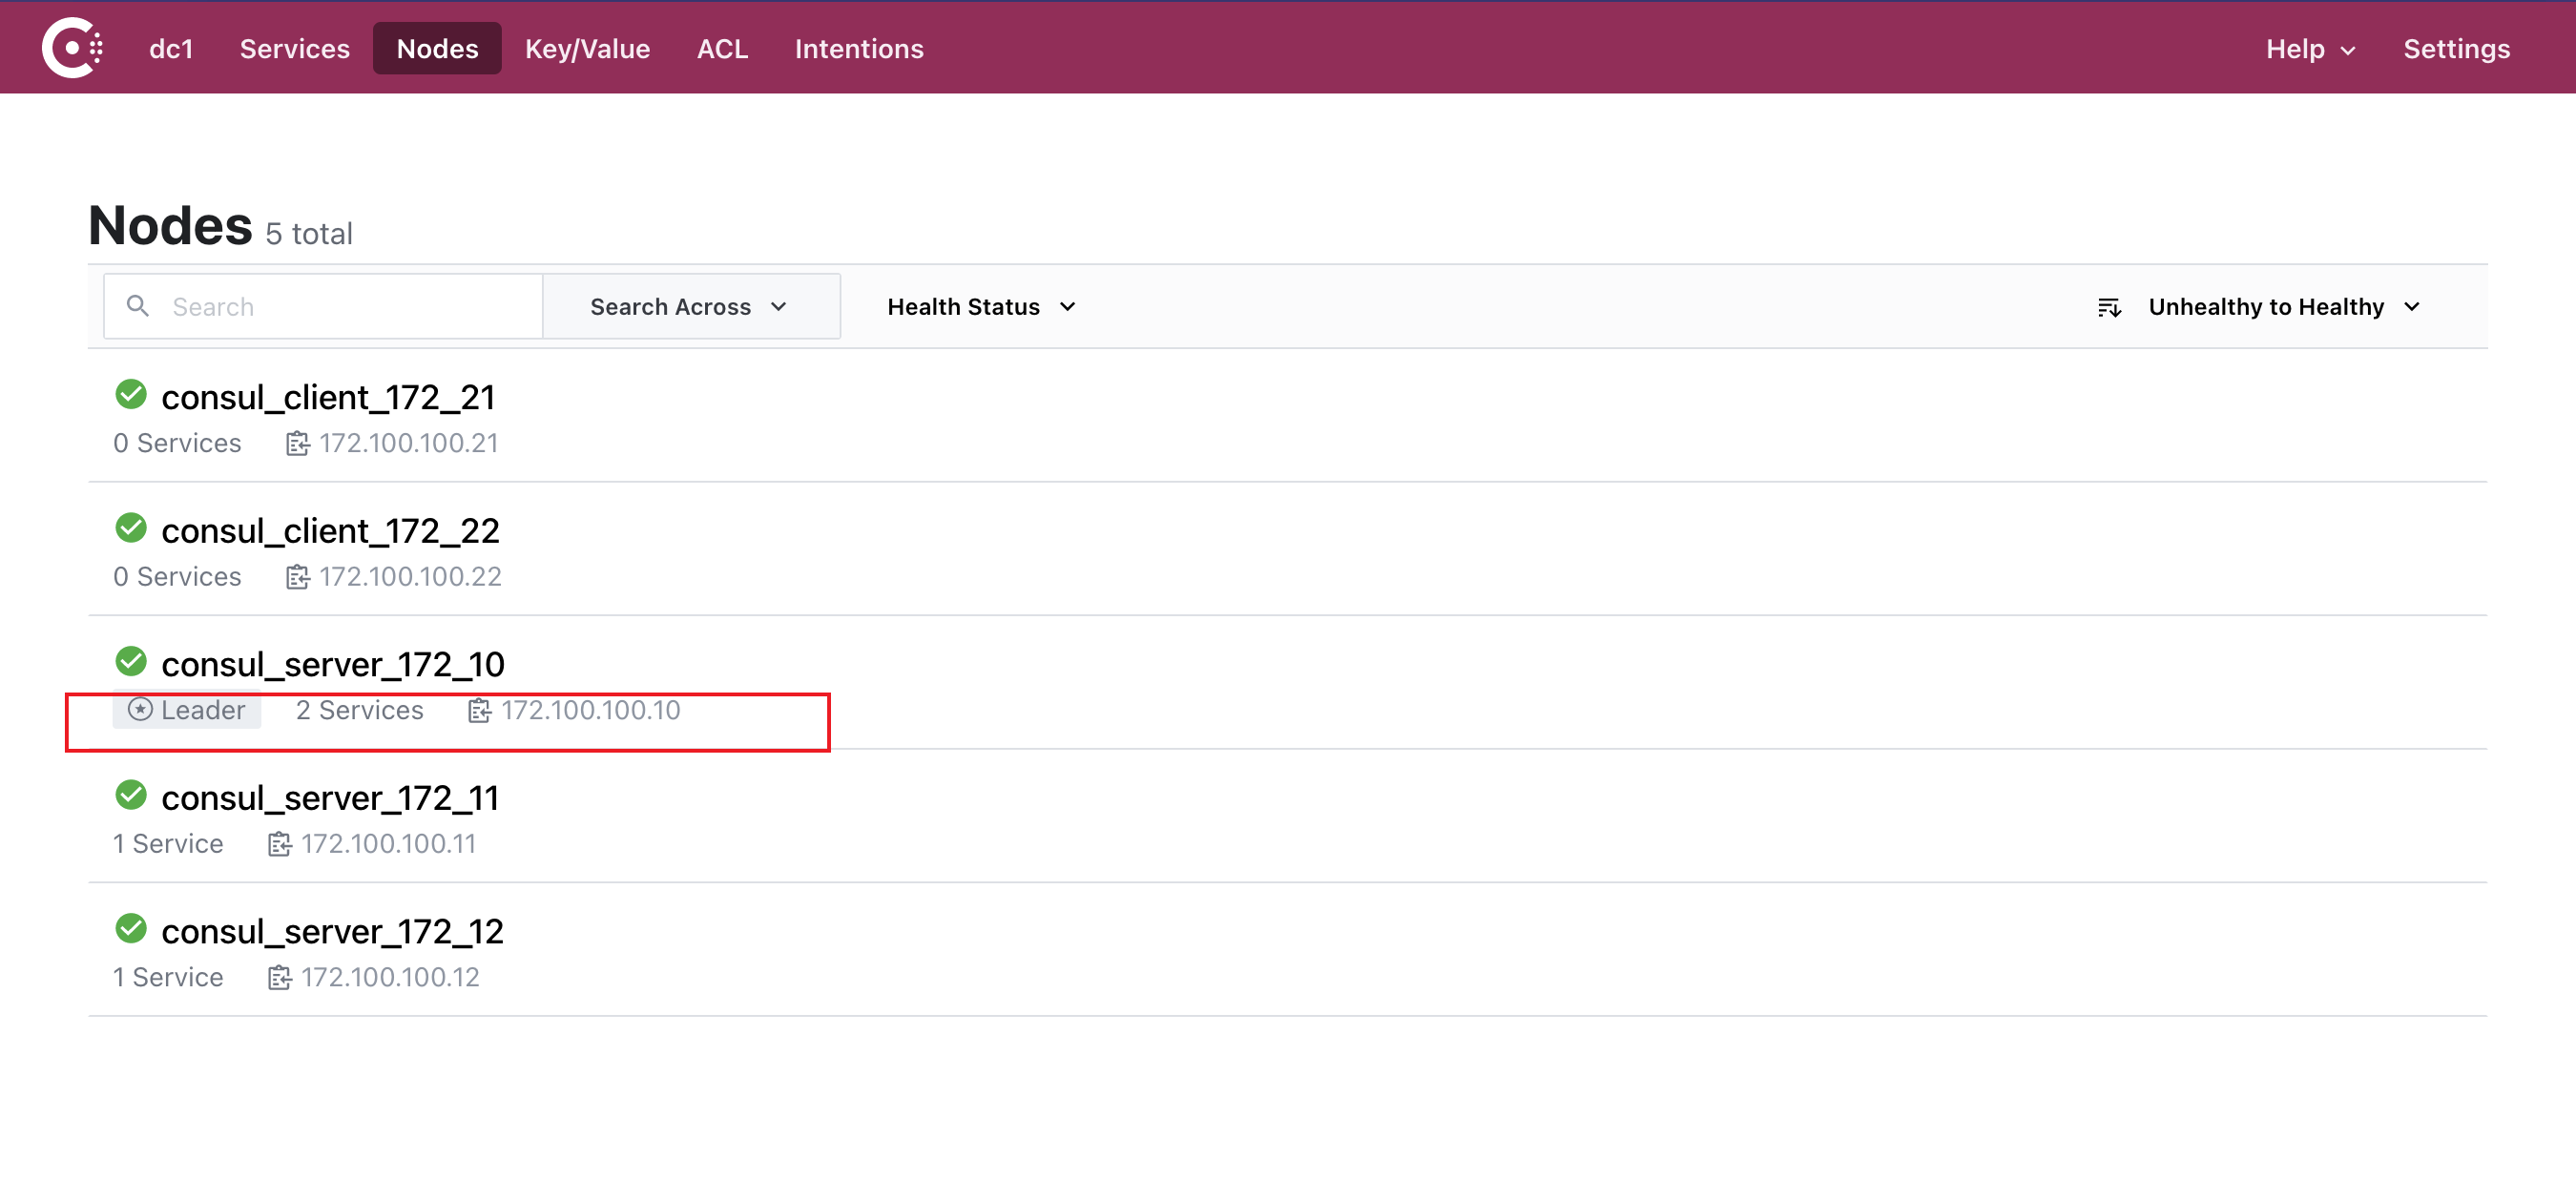 dc1 Services Nodes Key/Value ACL Intentions Help Settings
Nodes 5 total
Search Search Across Health Status Unhealthy to Healthy
consul_client_172_21
0 Services 172.100.100.21
consul_client_172_22
0 Services 172.100.100.22
consul_server_172_10
Leader 2 Services 172.100.100.10
consul_server_172_11
1 Service 172.100.100.11
consul_server_172_12
1 Service 172.100.100.12